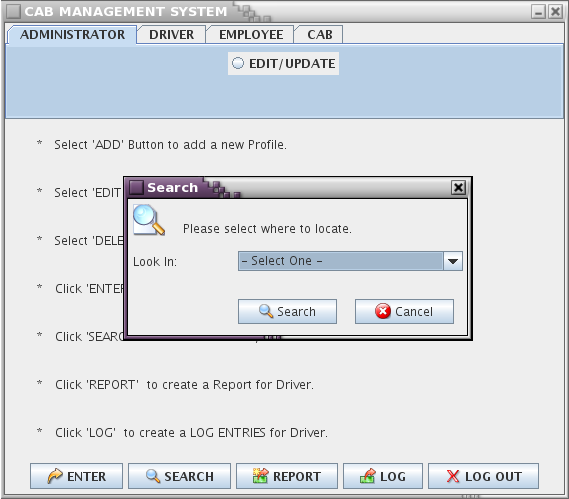 CAB MANAGEMENT SYSTEM
ADMINISTRATOR DRIVER EMPLOYEE CAB
EDIT/UPDATE
* Select 'ADD' Button to add a new Profile.
* Select 'EDIT
Search
Please select where to locate.
* Select 'DELE
Look In: - Select One -
* Click 'ENTER
Search Cancel
* Click 'SEARC
* Click 'REPORT' to create a Report for Driver.
* Click 'LOG' to create a LOG ENTRIES for Driver.
ENTER SEARCH REPORT LOG LOG OUT